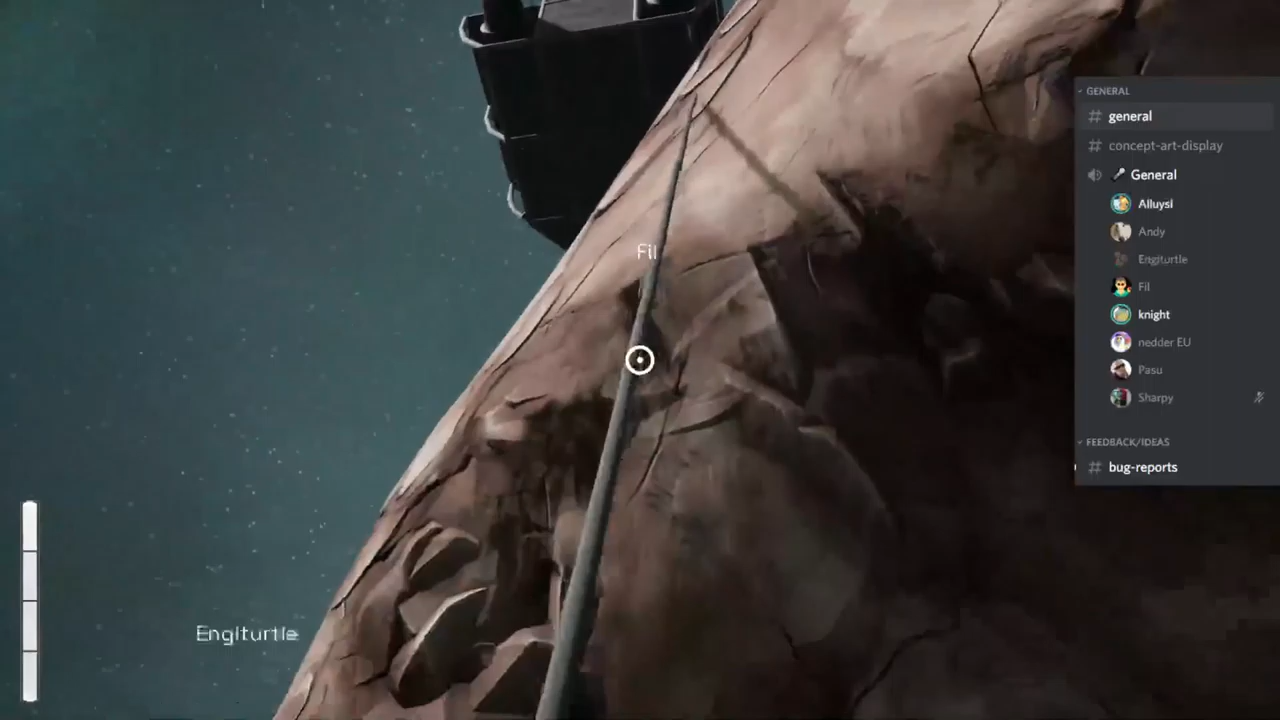 GENERAL
general
concept-art-display
General
Alluysi
Andy
Engiturtle
Fil
knight
nedder EU
Pasu
Sharpy
FEEDBACK/IDEAS
bug-reports
Fil
Engiturtle